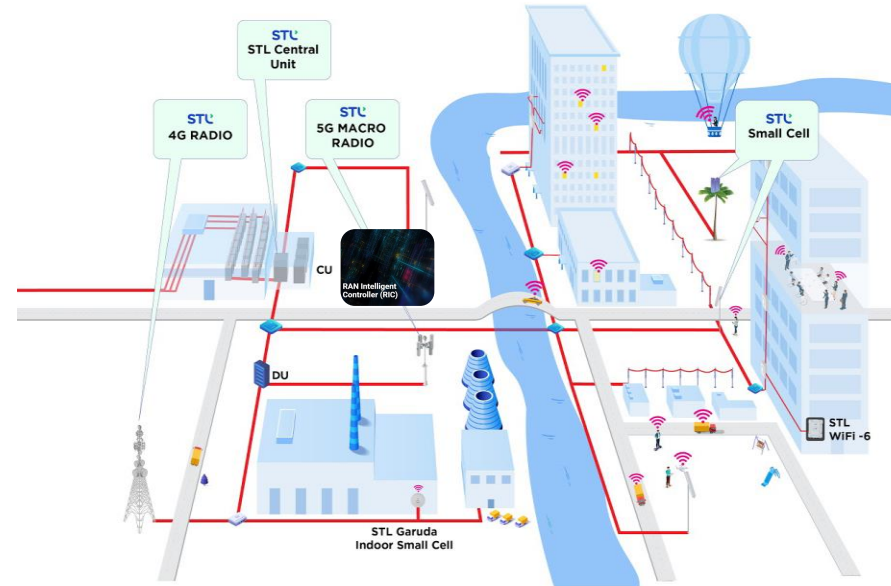 STL
STL Central
Unit
STL
4G RADIO
STL
5G MACRO
RADIO
STL
Small Cell
CU
RAN Intelligent
Controller (RIC)
DU
STL
WiFi -6
STL Garuda
Indoor Small Cell